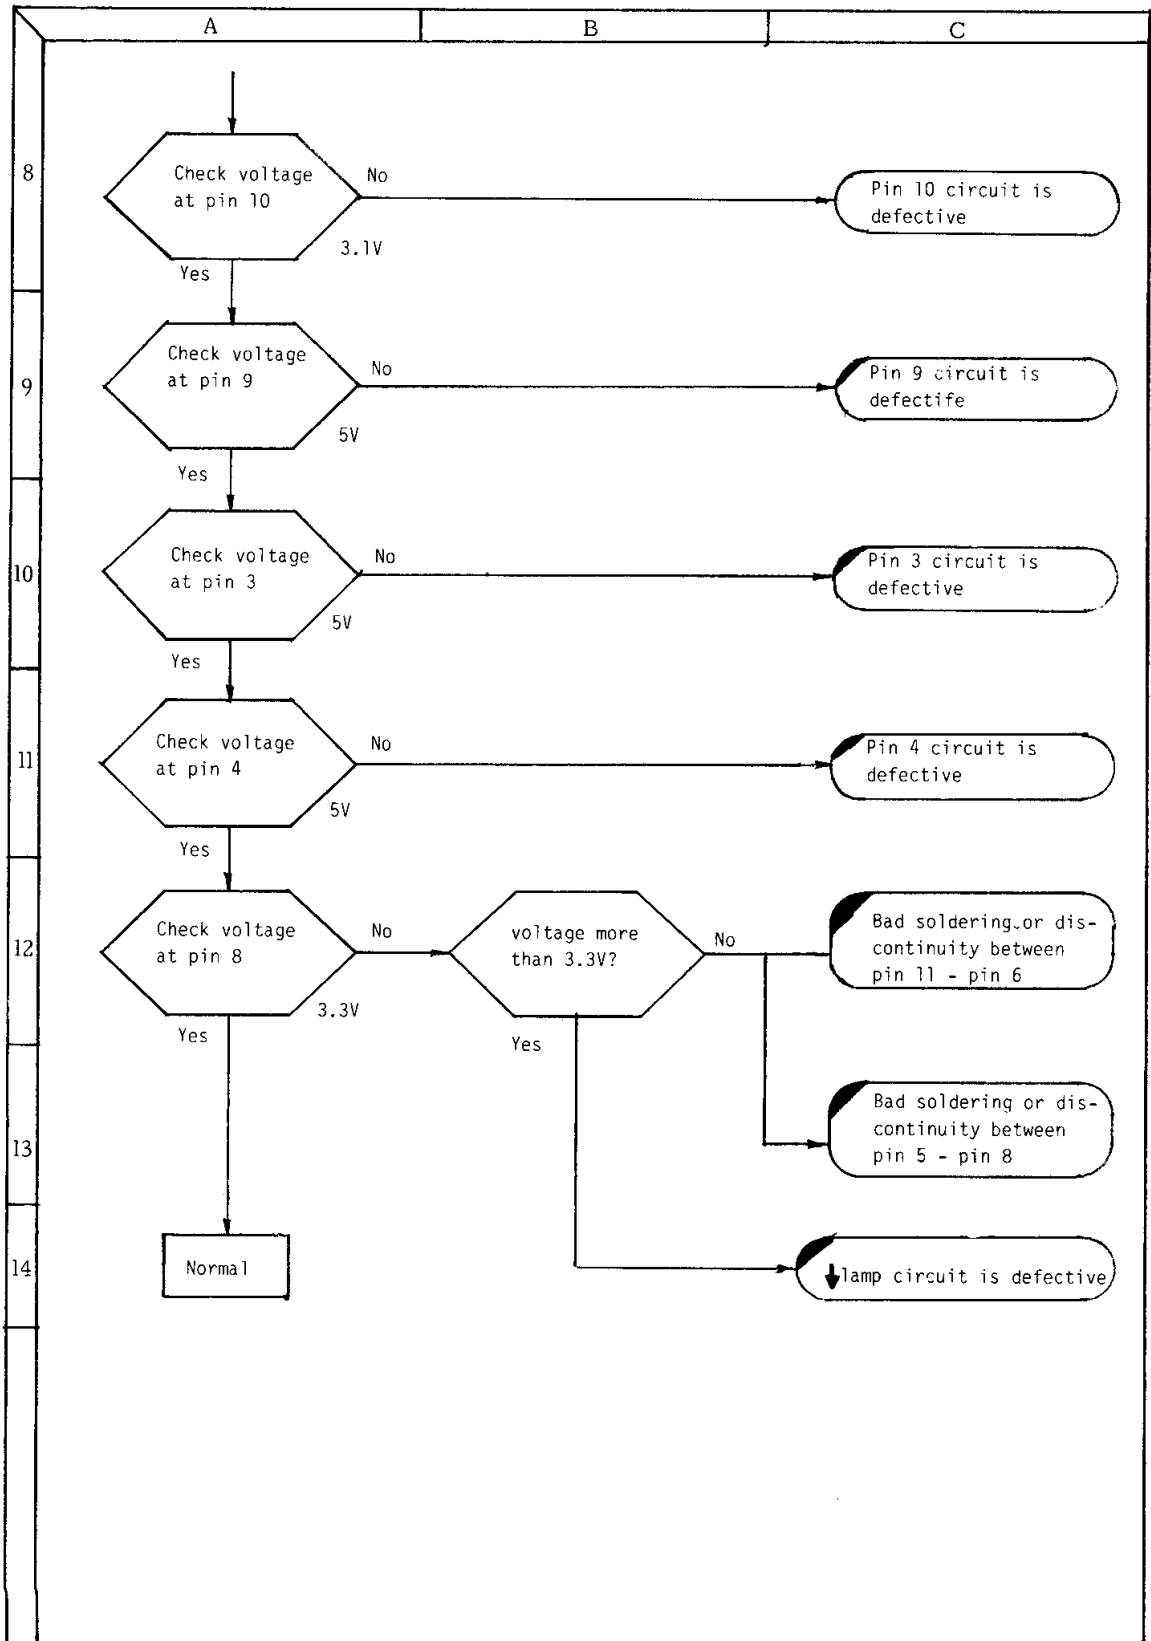 A B C
8
Check voltage
at pin 10
No
3.1V
Yes
Pin 10 circuit is
defective
9
Check voltage
at pin 9
No
5V
Yes
Pin 9 circuit is
defectife
10
Check voltage
at pin 3
No
5V
Yes
Pin 3 circuit is
defective
11
Check voltage
at pin 4
No
5V
Yes
Pin 4 circuit is
defective
12
Check voltage
at pin 8
No
3.3V
Yes
voltage more
than 3.3V?
No
Yes
Bad soldering or dis-
continuity between
pin 11 - pin 6
13
Bad soldering or dis-
continuity between
pin 5 - pin 8
14
Normal
↓lamp circuit is defective